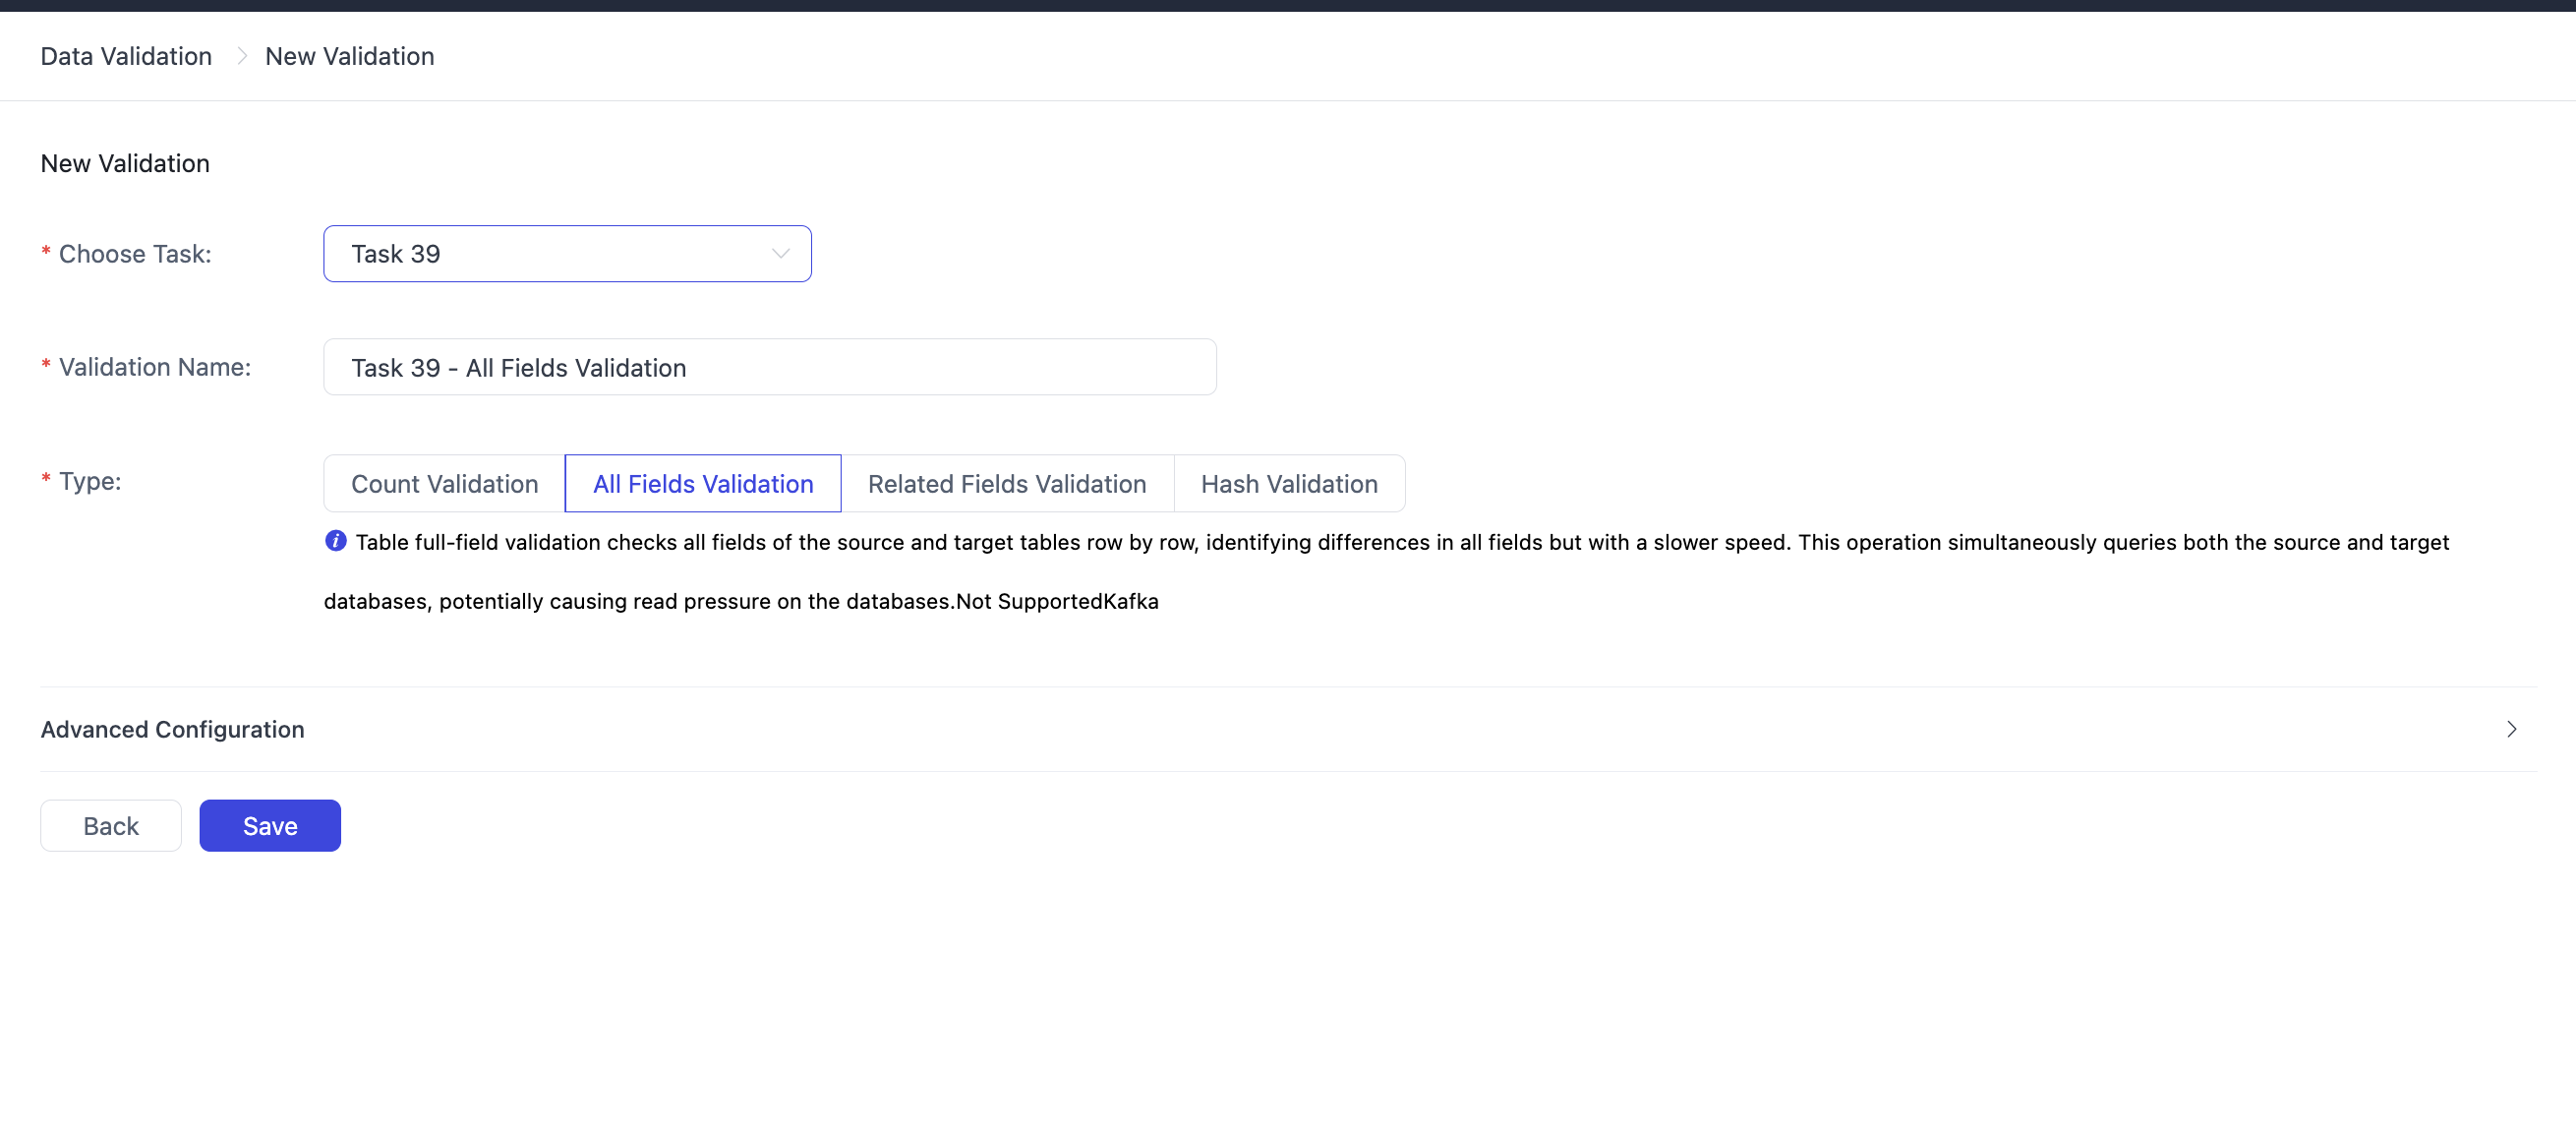 Data Validation > New Validation
New Validation
* Choose Task: Task 39
* Validation Name: Task 39 - All Fields Validation
* Type: Count Validation All Fields Validation Related Fields Validation Hash Validation
Table full-field validation checks all fields of the source and target tables row by row, identifying differences in all fields but with a slower speed. This operation simultaneously queries both the source and target
databases, potentially causing read pressure on the databases.Not SupportedKafka
Advanced Configuration
Back Save